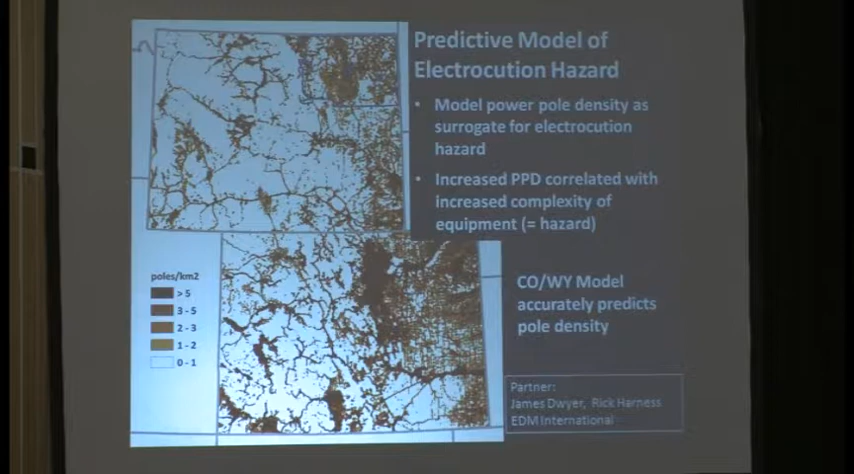 Predictive Model of
Electrocution Hazard
• Model power pole density as
surrogate for electrocution
hazard
• Increased PPD correlated with
increased complexity of
equipment (= hazard)
poles/km2
> 5
3 - 5
2 - 3
1 - 2
0 - 1
CO/WY Model
accurately predicts
pole density
Partner:
James Dwyer, Rick Harness
EDM International